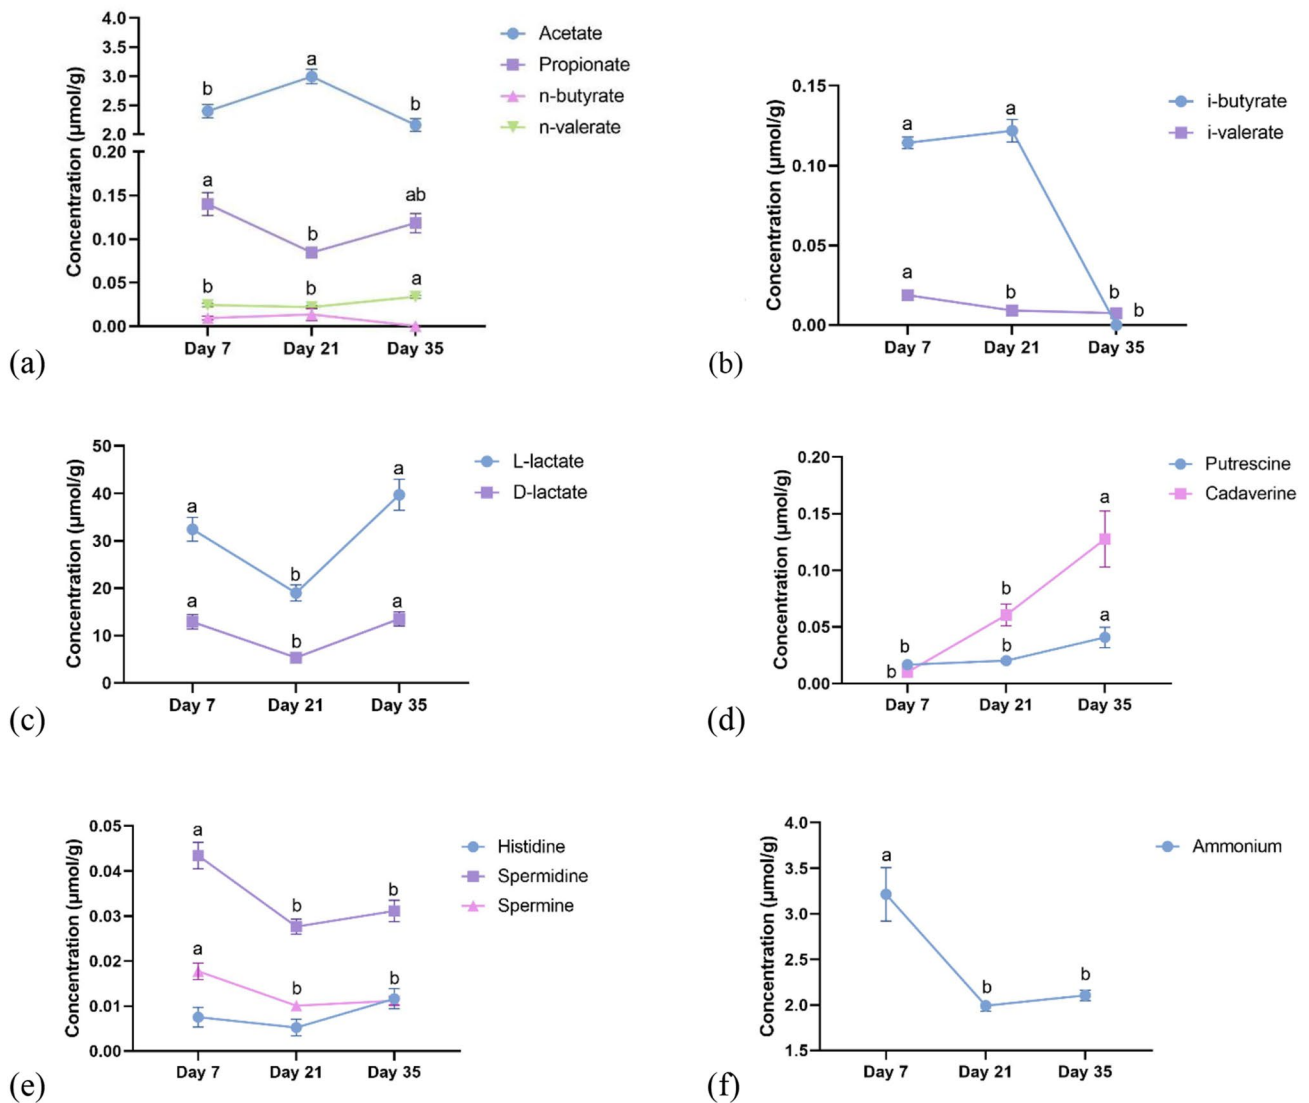 4.0
3.5
3.0
2.5
2.0
0.20
0.15
0.10
0.05
0.00
Concentration (μmol/g)
b
a
b
a
b
ab
b
b
a
Day 7 Day 21 Day 35
Acetate
Propionate
n-butyrate
n-valerate
(a)
0.15
0.10
0.05
0.00
Concentration (μmol/g)
a
a
a
b
b
b
Day 7 Day 21 Day 35
i-butyrate
i-valerate
(b)
50
40
30
20
10
0
Concentration (μmol/g)
a
b
a
a
b
a
Day 7 Day 21 Day 35
L-lactate
D-lactate
(c)
0.20
0.15
0.10
0.05
0.00
Concentration (μmol/g)
a
b
a
b
b
b
Day 7 Day 21 Day 35
Putrescine
Cadaverine
(d)
0.05
0.04
0.03
0.02
0.01
0.00
Concentration (μmol/g)
a
b
b
a
b
b
Day 7 Day 21 Day 35
Histidine
Spermidine
Spermine
(e)
4.0
3.5
3.0
2.5
2.0
1.5
Concentration (μmol/g)
a
b
b
Day 7 Day 21 Day 35
Ammonium
(f)